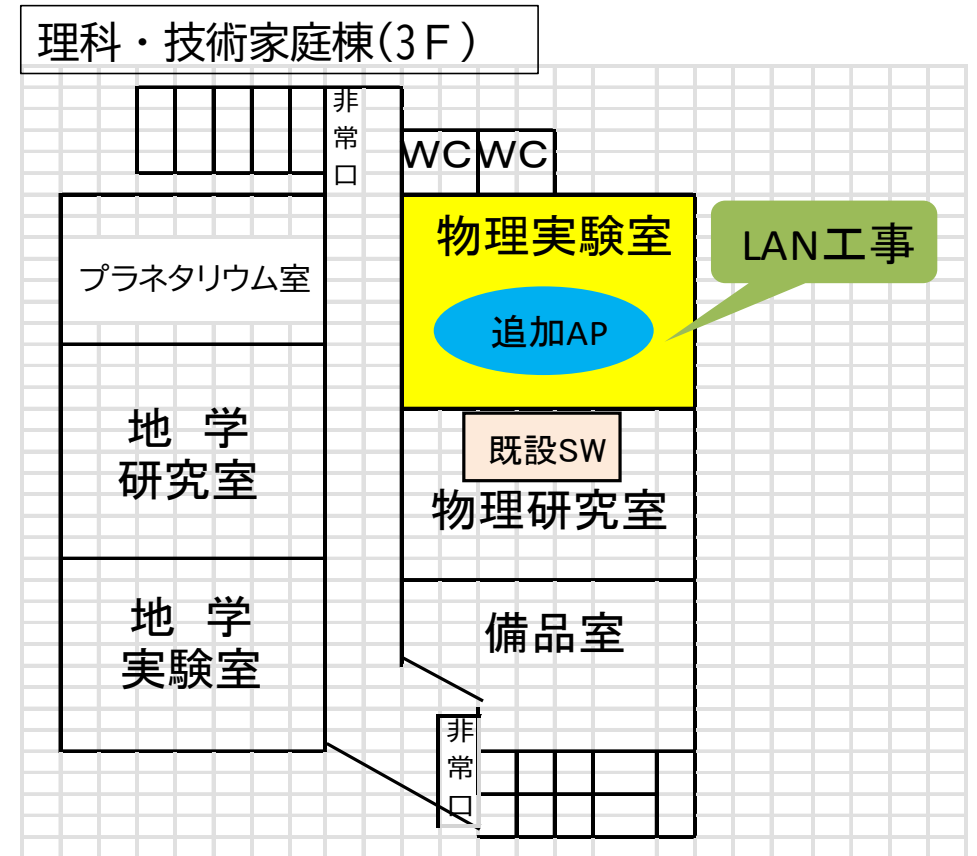 理科・技術家庭棟(3F)
非
常
口
WC WC
物理実験室
LAN工事
プラネタリウム室
追加AP
地 学
研究室
既設SW
物理研究室
地 学
実験室
備品室
非
常
口